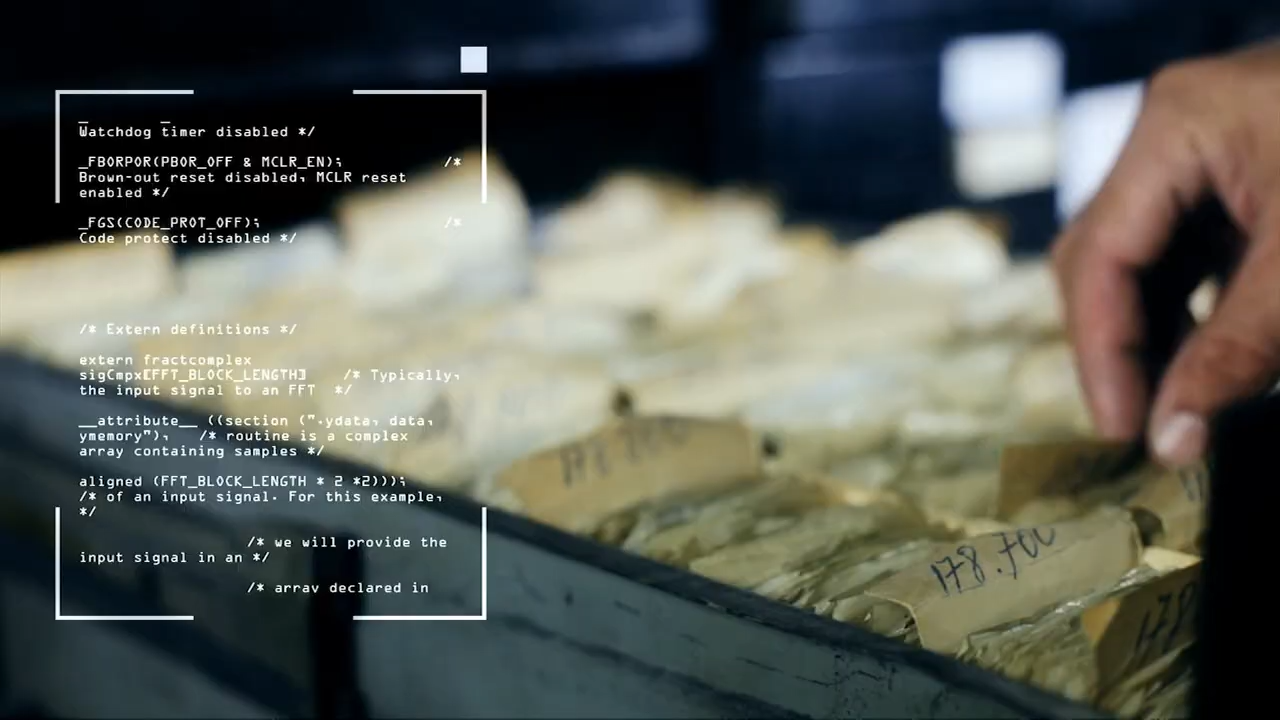 Watchdog timer disabled */
_FBORPOR(PBOR_OFF & MCLR_EN); /*
Brown-out reset disabled, MCLR reset
enabled */
_FGS(CODE_PROT_OFF); /*
Code protect disabled */
/* Extern definitions */
extern fractcomplex
sigCmpx[FFT_BLOCK_LENGTH] /* Typically,
the input signal to an FFT */
__attribute__ ((section (".ydata, data,
ymemory"), /* routine is a complex
array containing samples */
aligned (FFT_BLOCK_LENGTH * 2 *2)));
/* of an input signal. For this example,
*/
/* we will provide the
input signal in an */
/* array declared in
178.700